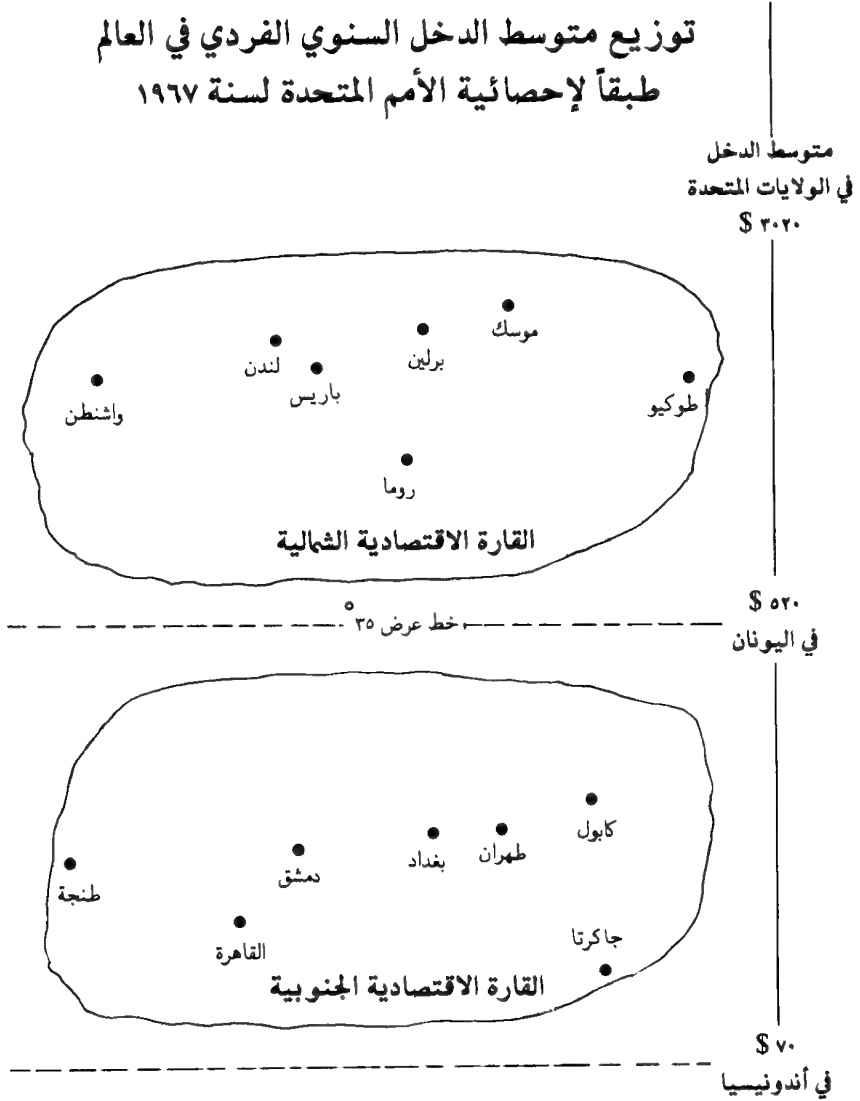 توزيع متوسط الدخل السنوي الفردي في العالم
طبقاً لإحصائية الأمم المتحدة لسنة ١٩٦٧
متوسط الدخل
في الولايات المتحدة
٣٠٢٠ $
موسك
برلين
لندن
باريس
واشنطن
طوكيو
روما
القارة الاقتصادية الشمالية
٥٢٠ $
خط عرض ٣٥°
في اليونان
كابول
طهران
بغداد
دمشق
طنجة
القاهرة
جاكرتا
القارة الاقتصادية الجنوبية
٧٠ $
في أندونيسيا